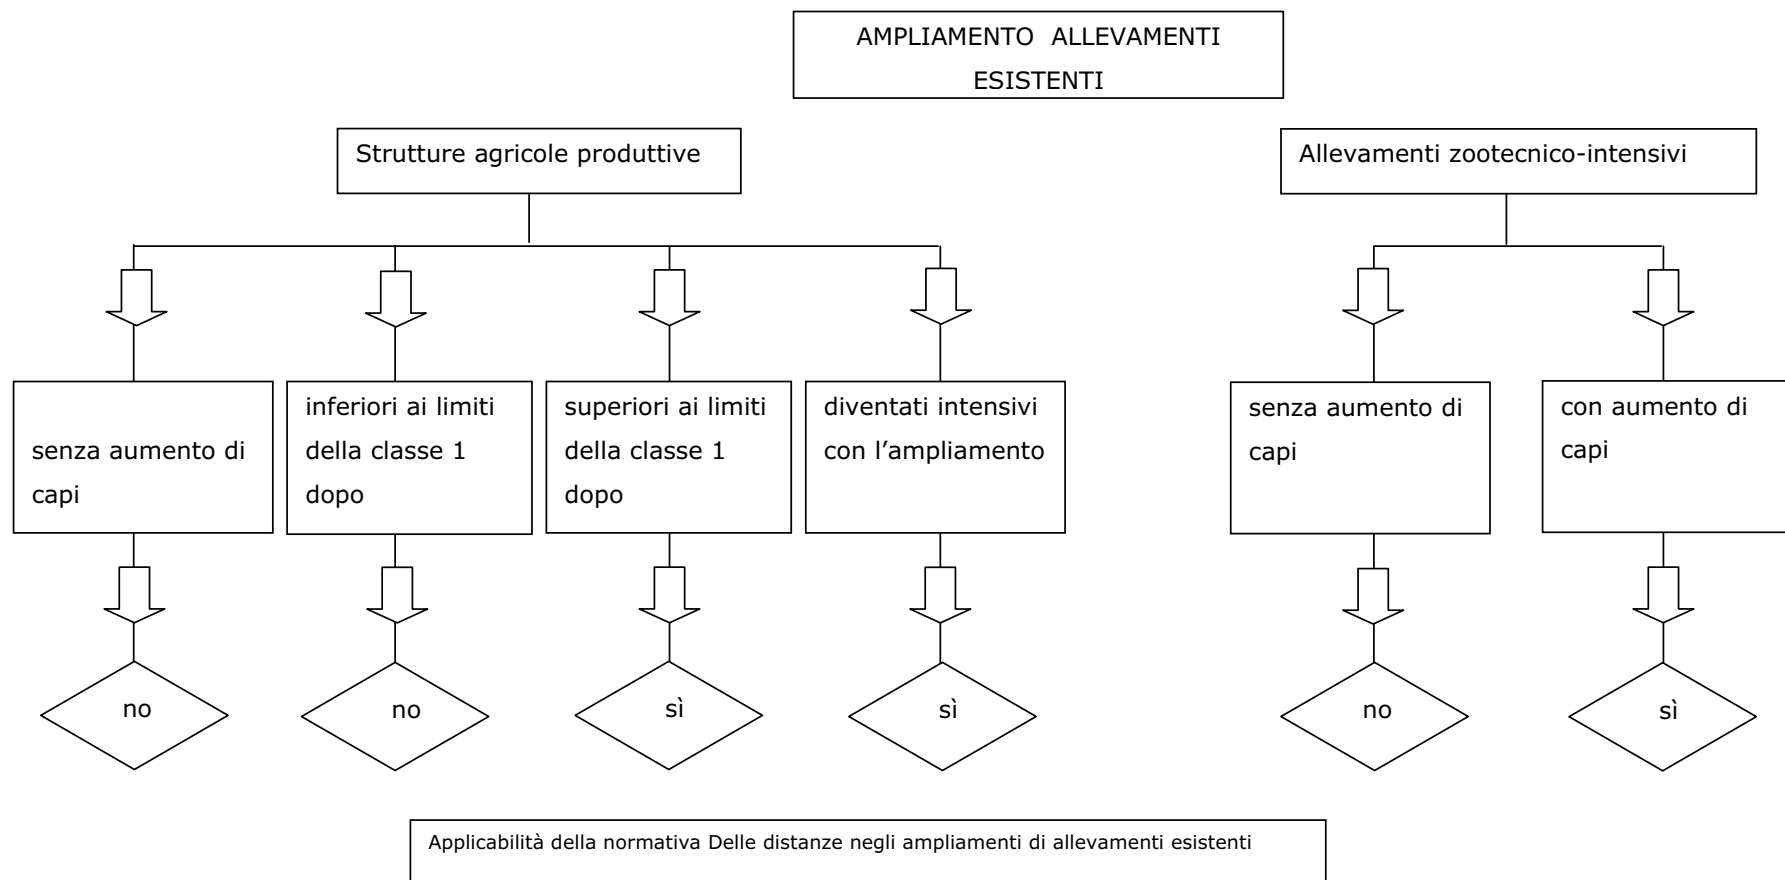 AMPLIAMENTO ALLEVAMENTI
ESISTENTI
Strutture agricole produttive
Allevamenti zootecnico-intensivi
senza aumento di
capi
inferiori ai limiti
della classe 1
dopo
superiori ai limiti
della classe 1
dopo
diventati intensivi
con l’ampliamento
senza aumento di
capi
con aumento di
capi
no
no
sì
sì
no
sì
Applicabilità della normativa Delle distanze negli ampliamenti di allevamenti esistenti